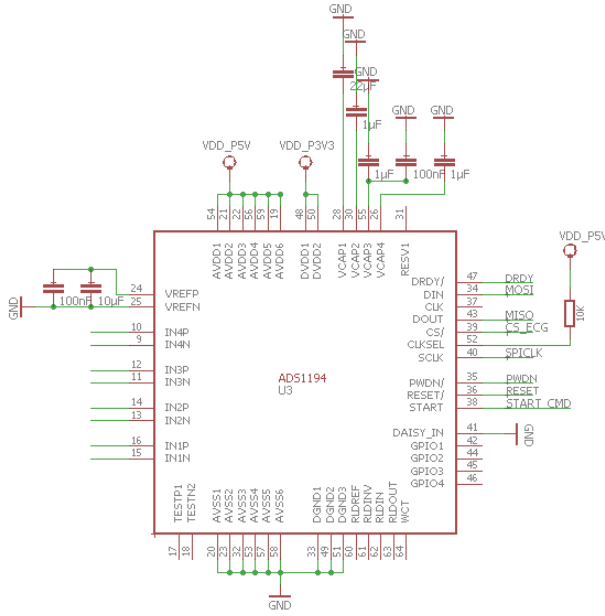 GND
GND
GND
22µF
GND
GND
1µF
VDD_P5V
VDD_P3V3
1µF
100nF
1µF
VDD_P5V
54
21
22
56
59
19
48
50
28
30
55
26
31
AVDD1
AVDD2
AVDD3
AVDD4
AVDD5
AVDD6
DVDD1
DVDD2
VCAP1
VCAP2
VCAP3
VCAP4
RESV1
GND
100nF
10µF
24 VREFP
25 VREFN
10 IN4P
9 IN4N
12 IN3P
11 IN3N
14 IN2P
13 IN2N
16 IN1P
15 IN1N
ADS1194
U3
DRDY/ 47 DRDY
DIN 34 MOSI
CLK 37
DOUT 43 MISO
CS/ 39 CS_ECG
CLKSEL 52
SCLK 40 SPICLK
10K
PWDN/ 35 PWDN
RESET/ 36 RESET
START 38 START_CMD
DAISY_IN 41
GND
GPIO1 42
GPIO2 44
GPIO3 45
GPIO4 46
TESTP1
TESTN2
AVSS1
AVSS2
AVSS3
AVSS4
AVSS5
AVSS6
DGND1
DGND2
DGND3
RLDREF
RLDINV
RLDIN
RLDOUT
WCT
17
18
20
23
32
53
57
58
33
49
51
60
61
62
63
64
GND